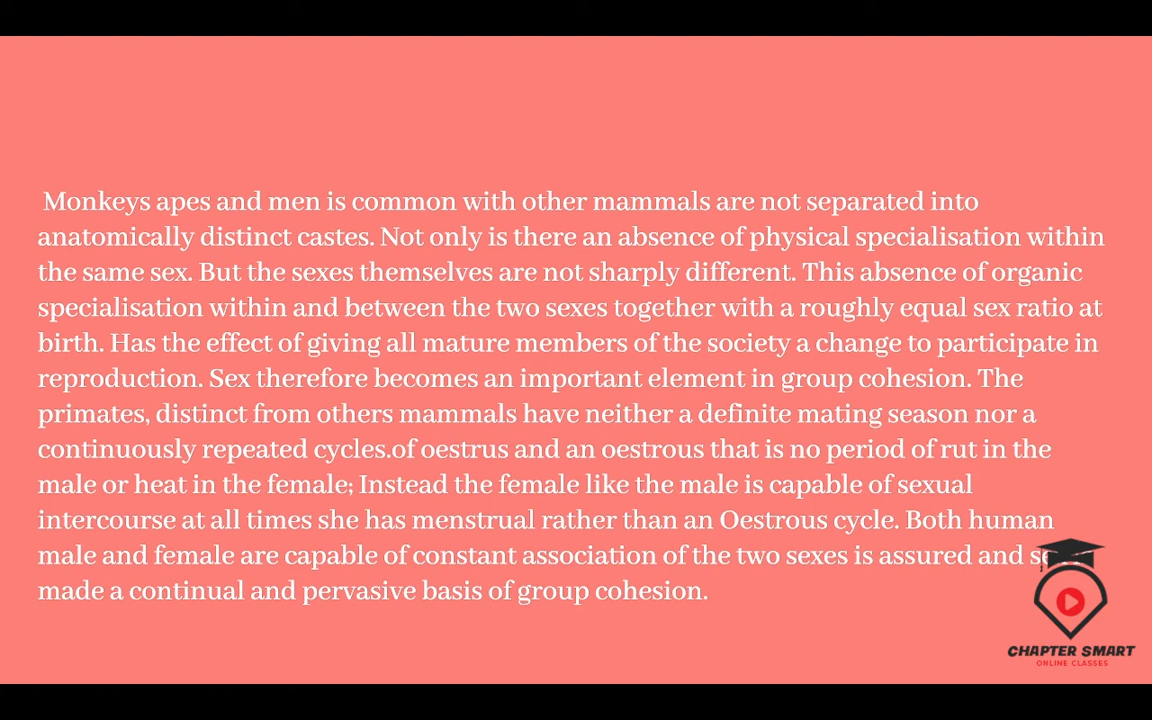 Monkeys apes and men is common with other mammals are not separated into
anatomically distinct castes. Not only is there an absence of physical specialisation within
the same sex. But the sexes themselves are not sharply different. This absence of organic
specialisation within and between the two sexes together with a roughly equal sex ratio at
birth. Has the effect of giving all mature members of the society a change to participate in
reproduction. Sex therefore becomes an important element in group cohesion. The
primates, distinct from others mammals have neither a definite mating season nor a
continuously repeated cycles.of oestrus and an oestrous that is no period of rut in the
male or heat in the female; Instead the female like the male is capable of sexual
intercourse at all times she has menstrual rather than an Oestrous cycle. Both human
male and female are capable of constant association of the two sexes is assured and
made a continual and pervasive basis of group cohesion.
CHAPTER SMART
ONLINE CLASSES